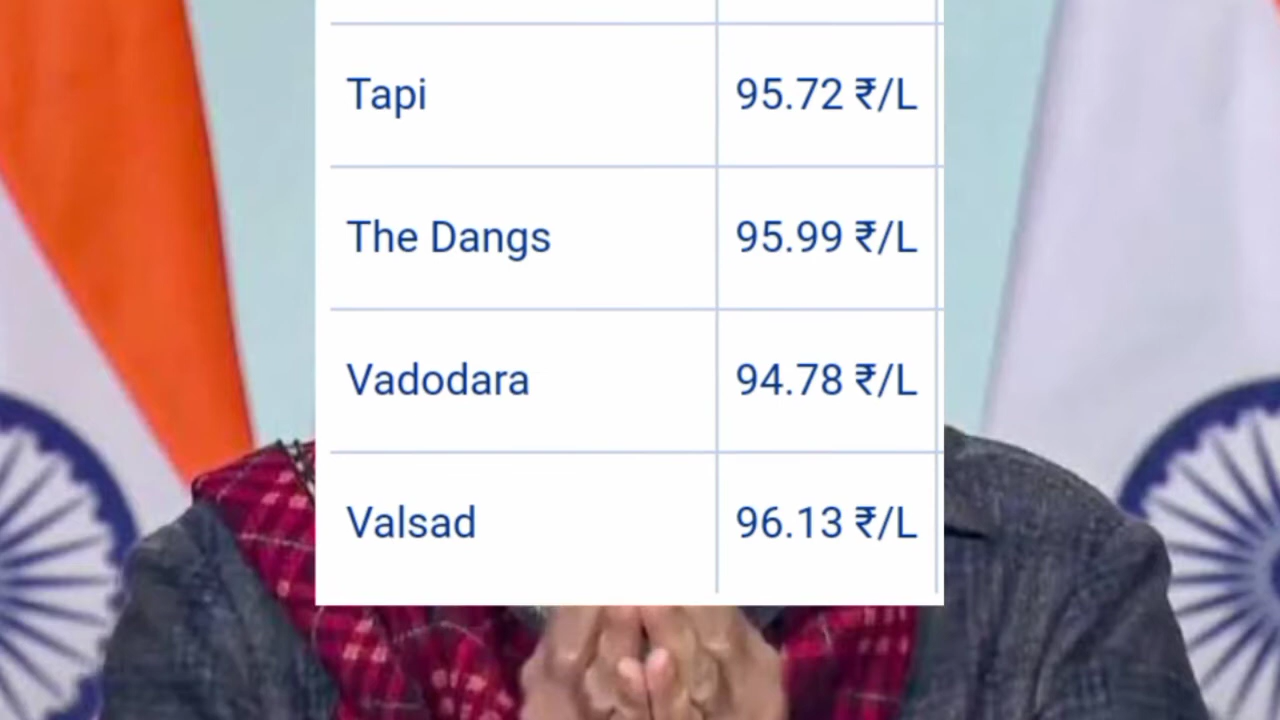 Tapi 95.72 ₹/L
The Dangs 95.99 ₹/L
Vadodara 94.78 ₹/L
Valsad 96.13 ₹/L